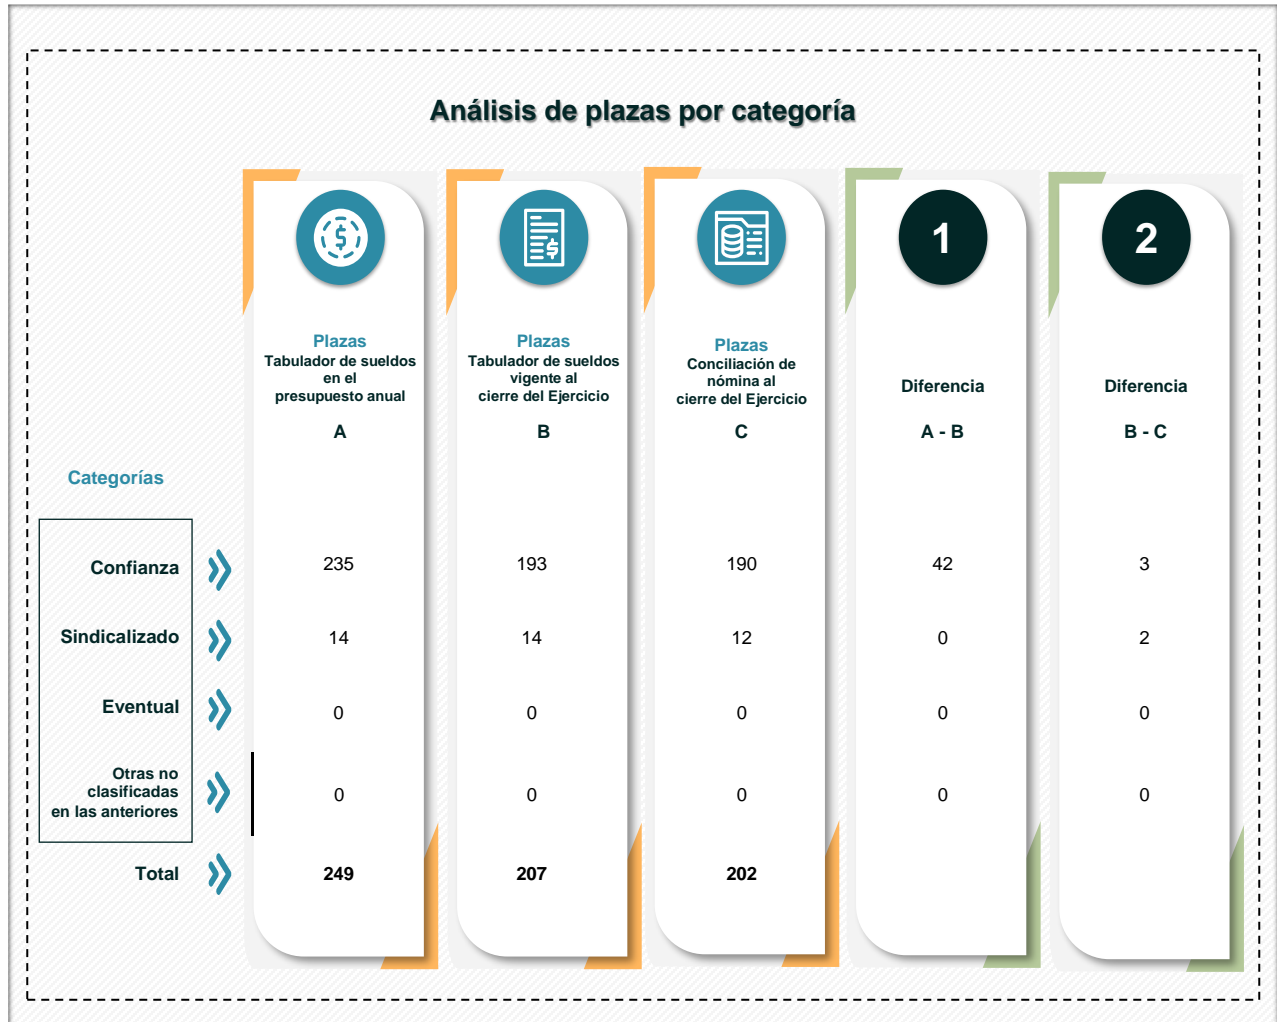 Análisis de plazas por categoría
1
2
Plazas
Tabulador de sueldos
en el
presupuesto anual
A
Plazas
Tabulador de sueldos
vigente al
cierre del Ejercicio
B
Plazas
Conciliación de
nómina al
cierre del Ejercicio
C
Diferencia
A - B
Diferencia
B - C
Categorías
Confianza 235 193 190 42 3
Sindicalizado 14 14 12 0 2
Eventual 0 0 0 0 0
Otras no
clasificadas
en las anteriores
0 0 0 0 0
Total 249 207 202